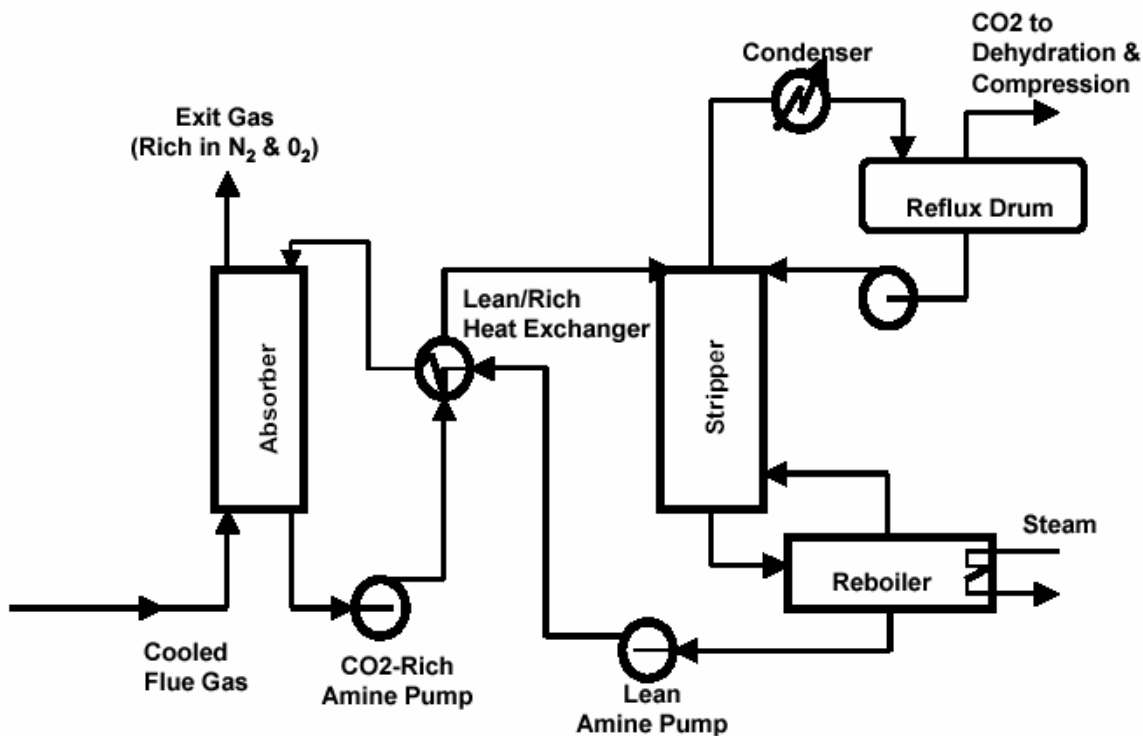 CO2 to
Dehydration &
Compression
Condenser
Exit Gas
(Rich in N₂ & 0₂)
Reflux Drum
Lean/Rich
Heat Exchanger
Absorber
Stripper
Steam
Reboiler
Cooled
Flue Gas
CO2-Rich
Amine Pump
Lean
Amine Pump